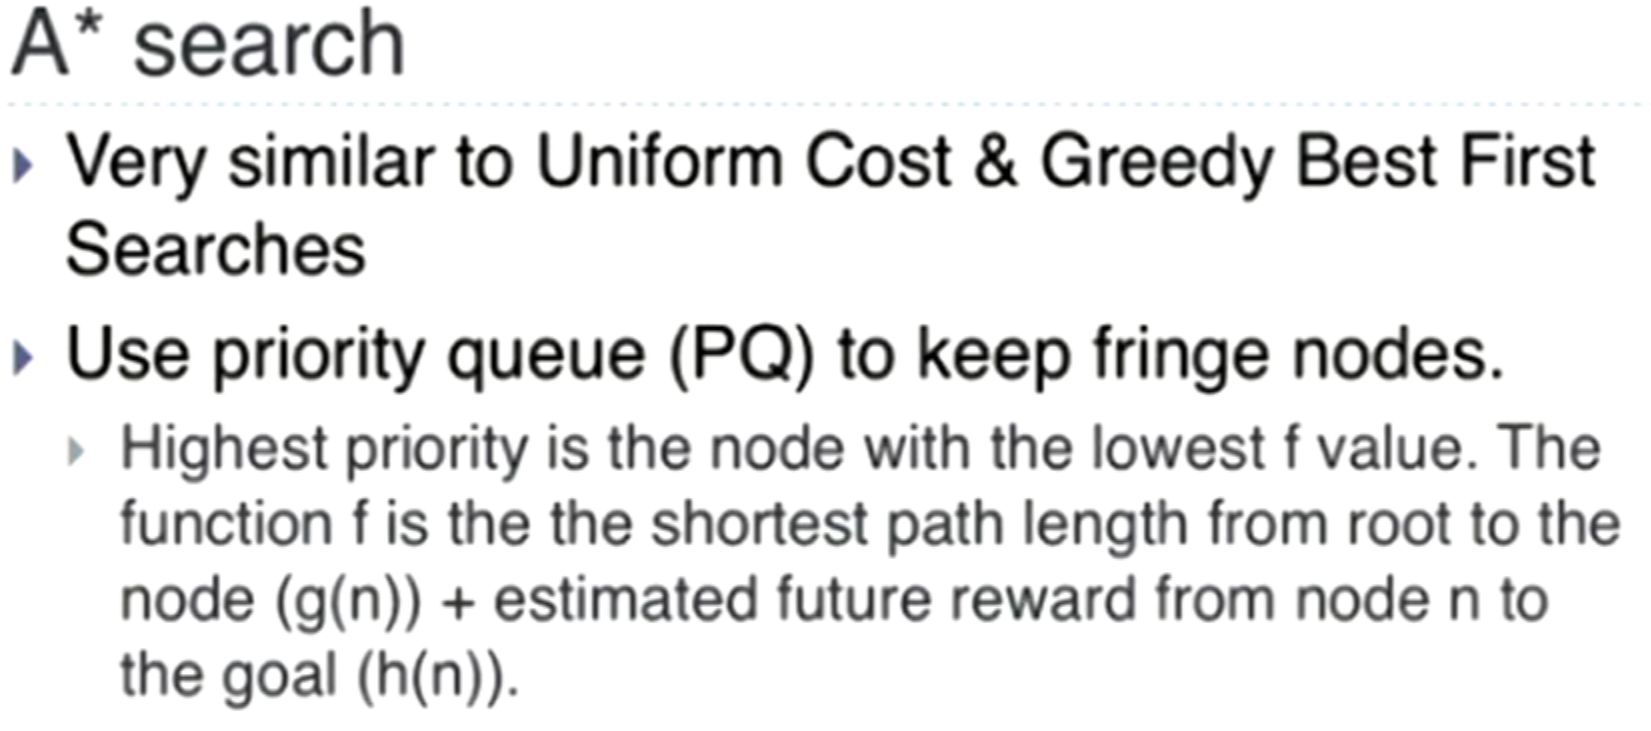 A* search
Very similar to Uniform Cost & Greedy Best First
Searches
Use priority queue (PQ) to keep fringe nodes.
Highest priority is the node with the lowest f value. The
function f is the the shortest path length from root to the
node (g(n)) + estimated future reward from node n to
the goal (h(n)).